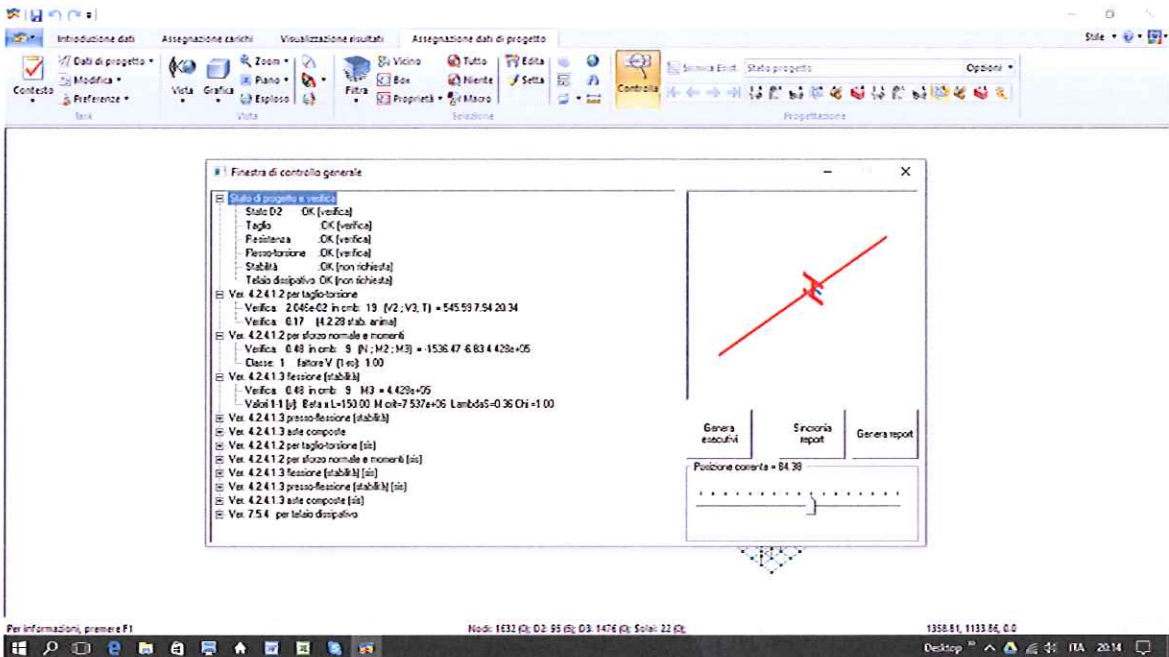 Introduzione dati Assegnazione carichi Visualizzazione risultati Assegnazione dati di progetto
Stile
Contesto
Dati di progetto
Modifica
Preferenze
Vista
Grafica
Zoom
Piano
Esploso
Vista
Filtra
Vicino
Box
Proprietà
Tutto
Niente
Macro
Edita
Setta
Selezione
Controlla
Stato progetto
Opzioni
Progettazione
Finestra di controllo generale
Stato di progetto e verifica
Stato D2 OK (verifica)
Taglio :OK (verifica)
Resistenza :OK (verifica)
Flesso-torsione :OK (verifica)
Stabilità :OK (non richiesta)
Telaio dissipativo :OK (non richiesta)
Ver. 4.2.4.1.2 per taglio-torsione
Verifica: 2.046e-02 in cmb: 19 (V2 ; V3; T) = 545.59 7.94 20.34
Verifica: 0.17 (4.2.28 stab. anima)
Ver. 4.2.4.1.2 per sforzo normale e momenti
Verifica: 0.48 in cmb: 9 (N ; M2 ; M3) = -1536.47 -6.83 4.428e+05
Classe: 1 fattore V (1-ro): 1.00
Ver. 4.2.4.1.3 flessione (stabilità)
Verifica: 0.48 in cmb: 9 M3 = 4.428e+05
Beta x L=150.00 M crit=7.537e+06 LambdaS=0.36 Chi =1.00
Ver. 4.2.4.1.3 presso-flessione (stabilità)
Ver. 4.2.4.1.3 aste composte
Ver. 4.2.4.1.2 per taglio-torsione (sis)
Ver. 4.2.4.1.2 per sforzo normale e momenti (sis)
Ver. 4.2.4.1.3 flessione (stabilità) (sis)
Ver. 4.2.4.1.3 presso-flessione (stabilità) (sis)
Ver. 4.2.4.1.3 aste composte (sis)
Ver. 7.5.4 per telaio dissipativo
Genera esecutivi
Sincronia report
Genera report
Posizione corrente = 84.38
Per informazioni, premere F1
Nodi: 1632 (0); D2: 95 (5); D3: 1476 (0); Solai: 22 (0);
1358.81, 1133.86, 0.0
Desktop ITA 20:14